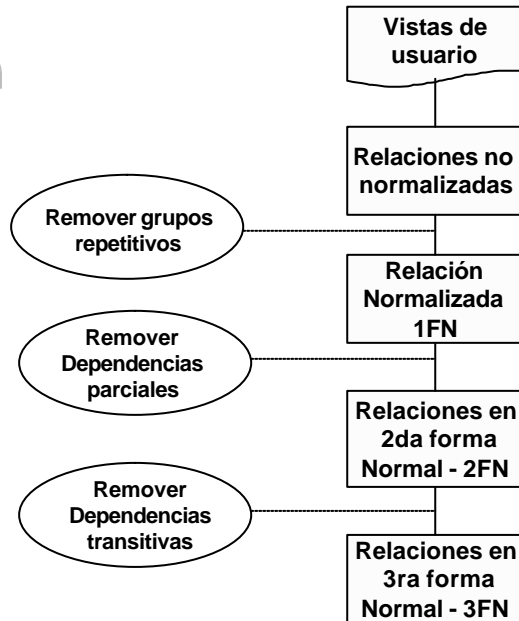 Vistas de
usuario
Relaciones no
normalizadas
Remover grupos
repetitivos
Relación
Normalizada
1FN
Remover
Dependencias
parciales
Relaciones en
2da forma
Normal - 2FN
Remover
Dependencias
transitivas
Relaciones en
3ra forma
Normal - 3FN